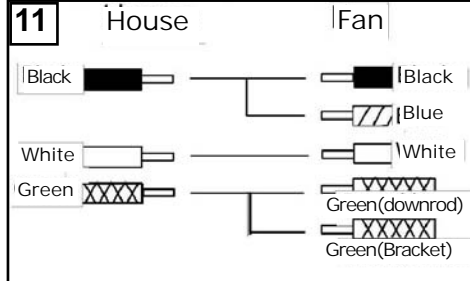 11 House Fan
Black Black
Blue
White White
Green
Green(downrod)
Green(Bracket)